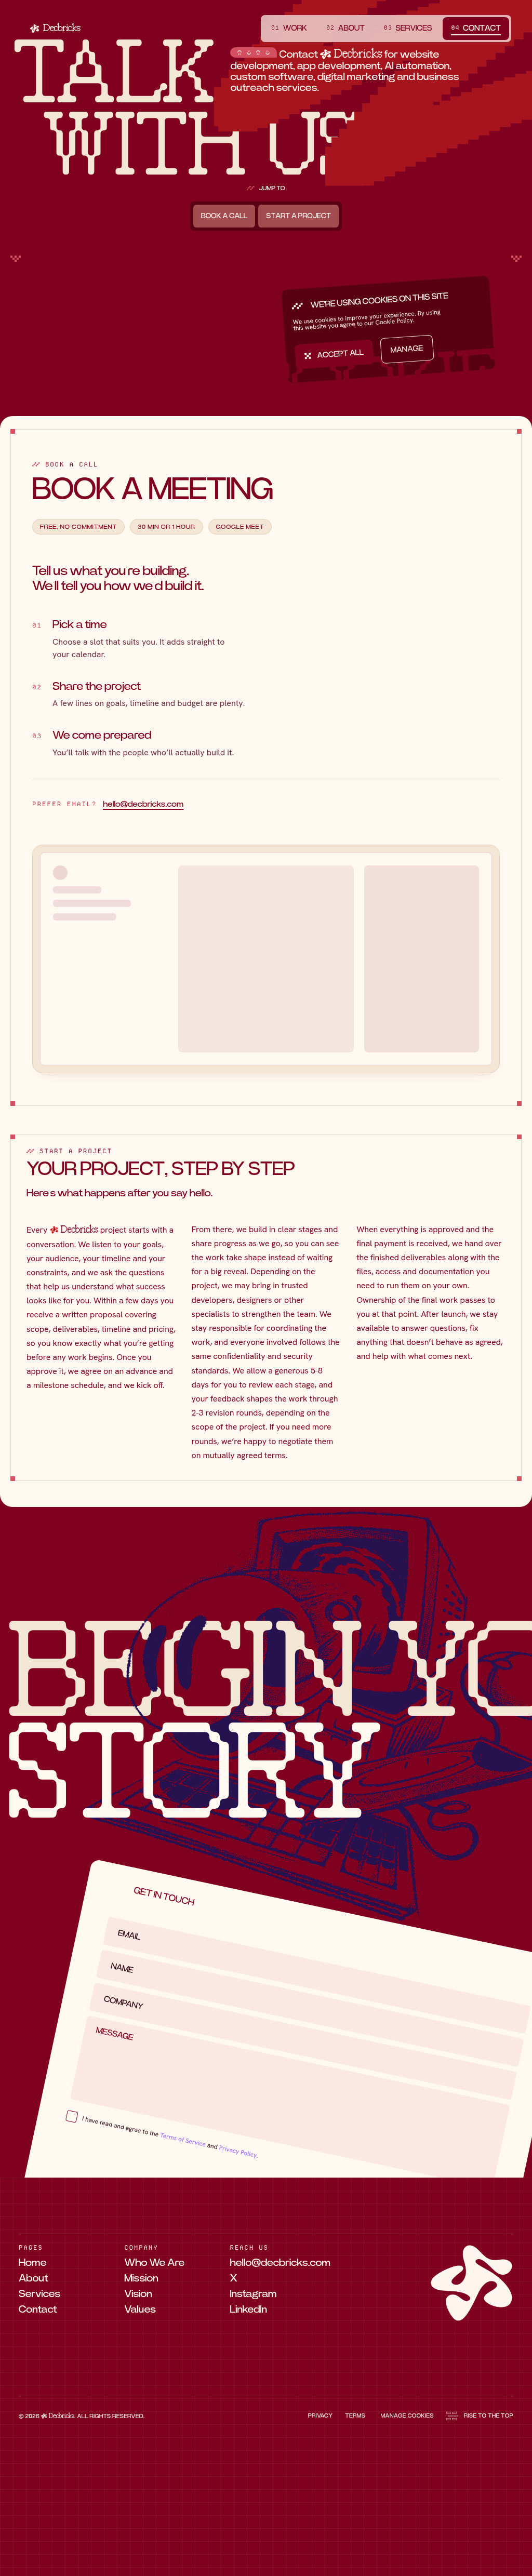 Decbricks
01 WORK
02 ABOUT
03 SERVICES
04 CONTACT
TALK
WITH US
Contact Decbricks for website
development, app development, AI automation,
custom software, digital marketing and business
outreach services.
JUMP TO
BOOK A CALL
START A PROJECT
WE'RE USING COOKIES ON THIS SITE
We use cookies to improve your experience. By using
this website you agree to our Cookie Policy.
ACCEPT ALL
MANAGE
BOOK A CALL
BOOK A MEETING
FREE, NO COMMITMENT
30 MIN OR 1 HOUR
GOOGLE MEET
Tell us what you re building.
We ll tell you how we d build it.
01 Pick a time
Choose a slot that suits you. It adds straight to
your calendar.
02 Share the project
A few lines on goals, timeline and budget are plenty.
03 We come prepared
You'll talk with the people who'll actually build it.
PREFER EMAIL? hello@decbricks.com
START A PROJECT
YOUR PROJECT, STEP BY STEP
Here s what happens after you say hello.
Every Decbricks project starts with a
conversation. We listen to your goals,
your audience, your timeline and your
constraints, and we ask the questions
that help us understand what success
looks like for you. Within a few days you
receive a written proposal covering
scope, deliverables, timeline and pricing,
so you know exactly what you're getting
before any work begins. Once you
approve it, we agree on an advance and
a milestone schedule, and we kick off.
From there, we build in clear stages and
share progress as we go, so you can see
the work take shape instead of waiting
for a big reveal. Depending on the
project, we may bring in trusted
developers, designers or other
specialists to strengthen the team. We
stay responsible for coordinating the
work, and everyone involved follows the
same confidentiality and security
standards. We allow a generous 5-8
days for you to review each stage, and
your feedback shapes the work through
2-3 revision rounds, depending on the
scope of the project. If you need more
rounds, we're happy to negotiate them
on mutually agreed terms.
When everything is approved and the
final payment is received, we hand over
the finished deliverables along with the
files, access and documentation you
need to run them on your own.
Ownership of the final work passes to
you at that point. After launch, we stay
available to answer questions, fix
anything that doesn't behave as agreed,
and help with what comes next.
BEGIN YO
STORY
GET IN TOUCH
EMAIL
NAME
COMPANY
MESSAGE
I have read and agree to the Terms of Service and Privacy Policy.
PAGES
Home
About
Services
Contact
COMPANY
Who We Are
Mission
Vision
Values
REACH US
hello@decbricks.com
X
Instagram
LinkedIn
© 2026 Decbricks. ALL RIGHTS RESERVED.
PRIVACY
TERMS
MANAGE COOKIES
RISE TO THE TOP